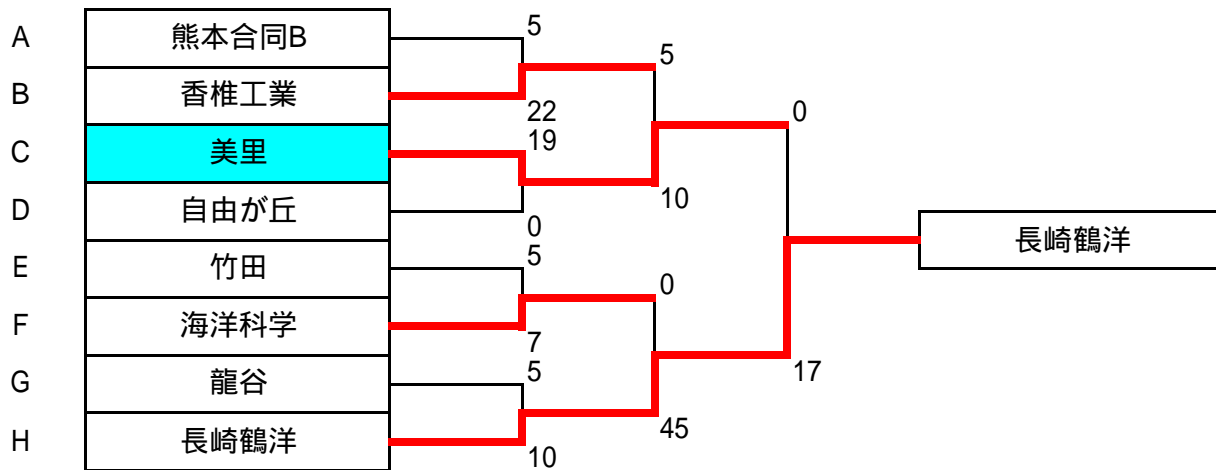 A 熊本合同B 5
5
B 香椎工業 22
0
C 美里 19
10
D 自由が丘 0
長崎鶴洋
E 竹田 5
0
F 海洋科学 7
17
G 龍谷 5
45
H 長崎鶴洋 10